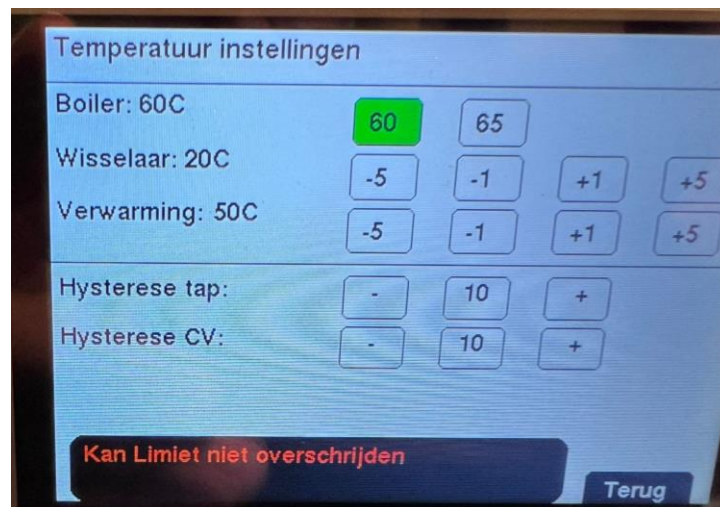 Temperatuur instellingen
Boiler: 60C 60 65
Wisselaar: 20C -5 -1 +1 +5
Verwarming: 50C -5 -1 +1 +5
Hysterese tap: - 10 +
Hysterese CV: - 10 +
Kan Limiet niet overschrijden
Terug